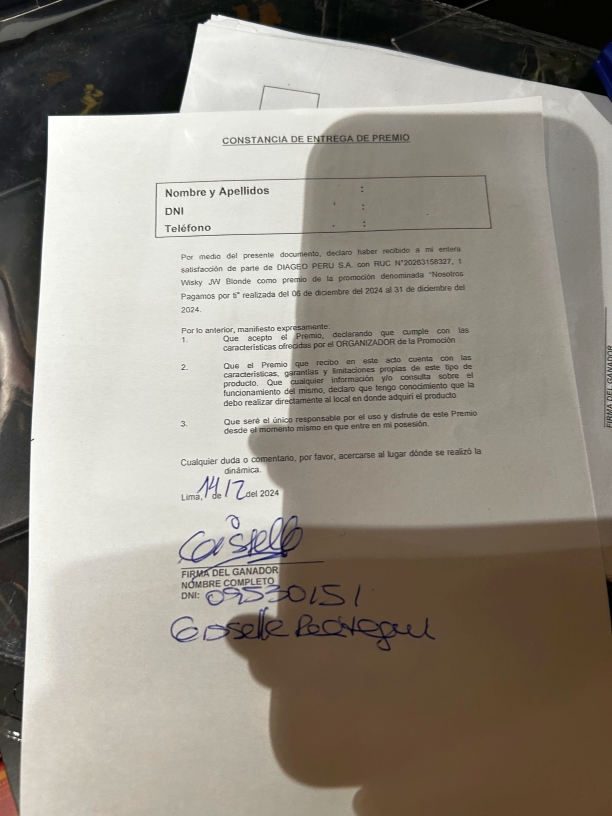 CONSTANCIA DE ENTREGA DE PREMIO
Nombre y Apellidos :
DNI :
Teléfono :
Por medio del presente documento, declaro haber recibido a mi entera
satisfacción de parte de DIAGEO PERU S.A. con RUC N°20263158327, 1
Wisky JW Blonde como premio de la promoción denominada "Nosotros
Pagamos por ti" realizada del 06 de diciembre del 2024 al 31 de diciembre del
2024.
Por lo anterior, manifiesto expresamente:
1. Que acepto el Premio, declarando que cumple con las
características ofrecidas por el ORGANIZADOR de la Promoción
2. Que el Premio que recibo en este acto cuenta con las
características, garantías y limitaciones propias de este tipo de
producto. Que cualquier información y/o consulta sobre el
funcionamiento del mismo, declaro que tengo conocimiento que la
debo realizar directamente al local en donde adquirí el producto.
3. Que seré el único responsable por el uso y disfrute de este Premio
desde el momento mismo en que entre en mi posesión.
Cualquier duda o comentario, por favor, acercarse al lugar dónde se realizó la
dinámica.
Lima, 14 de 12 del 2024
FIRMA DEL GANADOR
NOMBRE COMPLETO
DNI: 09530151
Gisselle
FIRMA DEL GANADOR